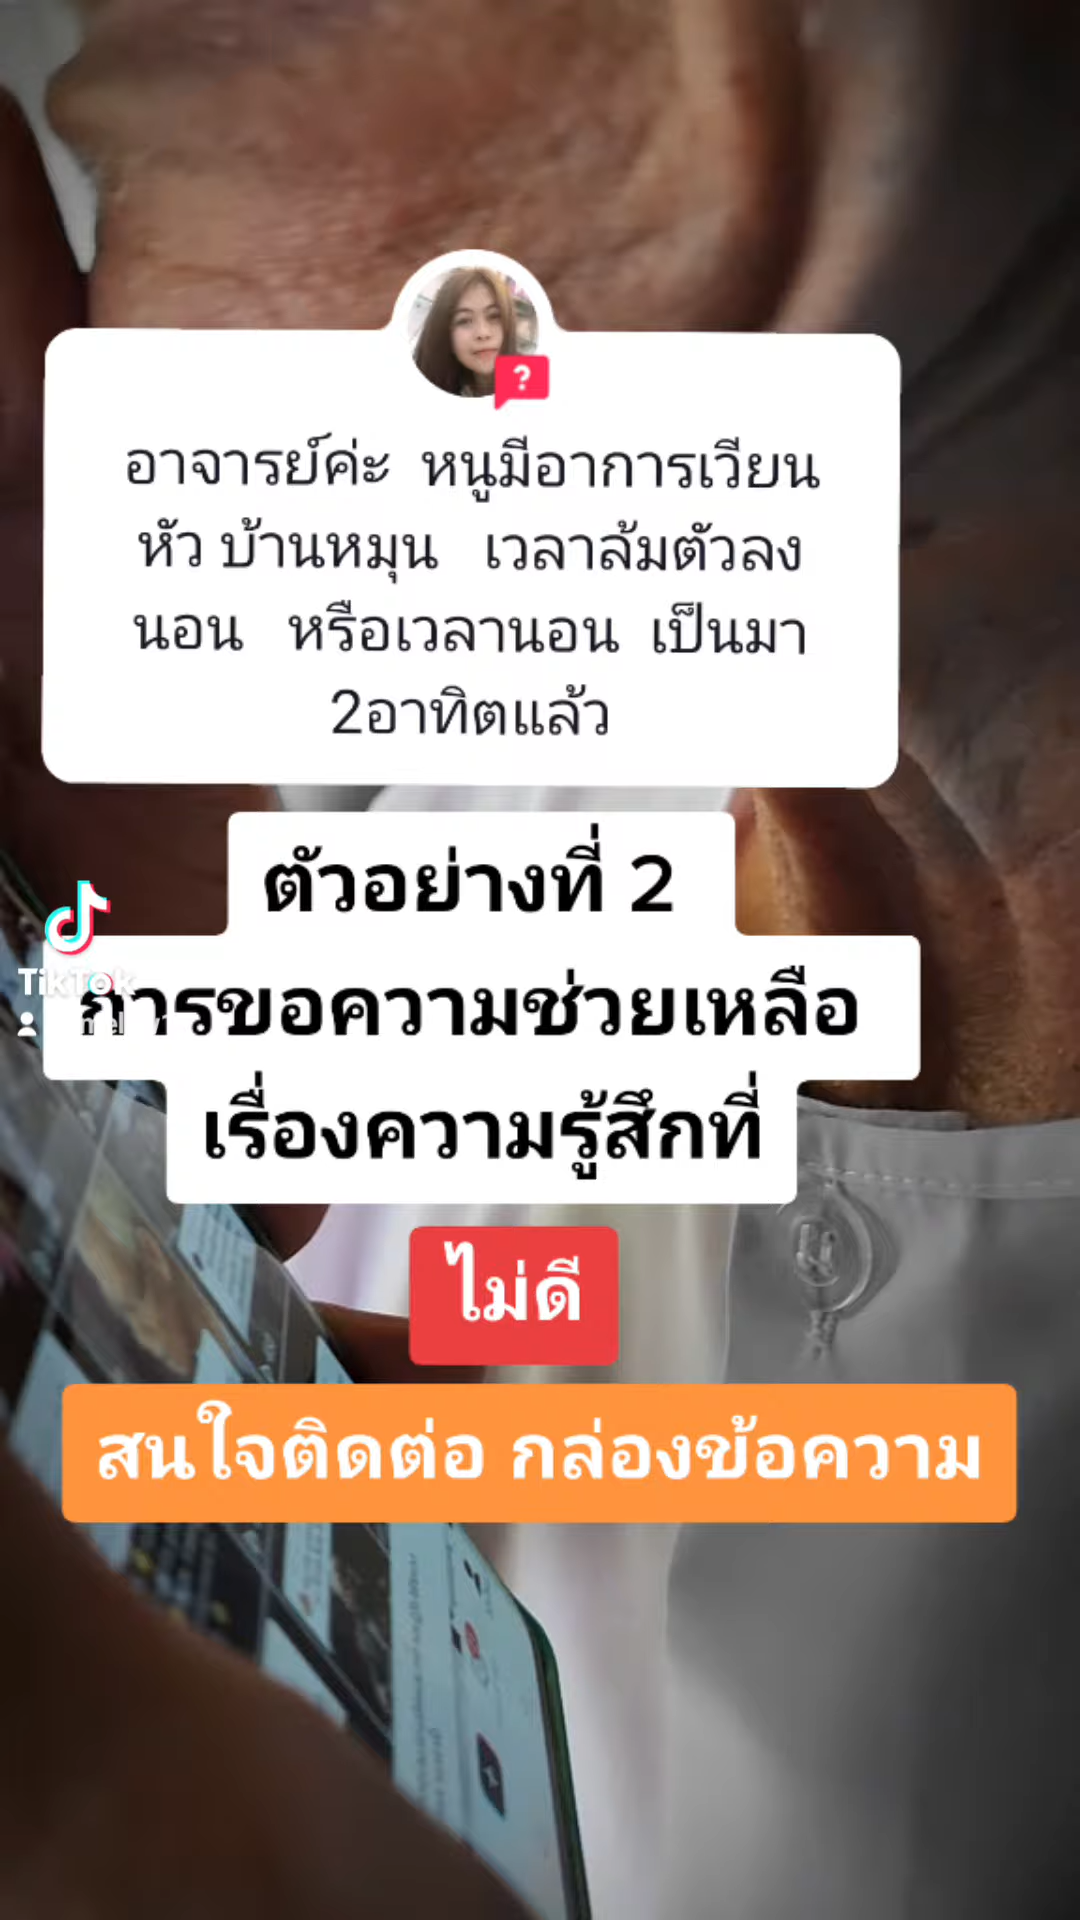 ?
อาจารย์ค่ะ หนูมีอาการเวียน
หัว บ้านหมุน เวลาล้มตัวลง
นอน หรือเวลานอน เป็นมา
2อาทิตแล้ว
ตัวอย่างที่ 2
TikTok
การขอความช่วยเหลือ
เรื่องความรู้สึกที่
ไม่ดี
สนใจติดต่อ กล่องข้อความ